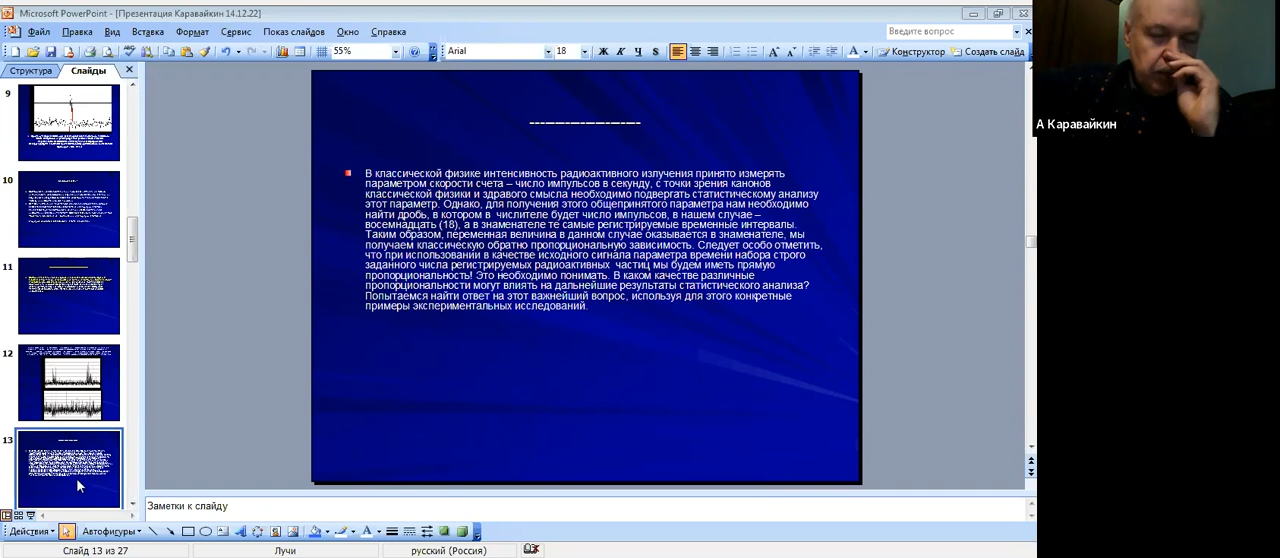 Microsoft PowerPoint - [Презентация Каравайкин 14.12.22]
Файл Правка Вид Вставка Формат Сервис Показ слайдов Окно Справка
Введите вопрос
55%
Arial
18
Ж К Ч S
Конструктор
Создать слайд
Структура
Слайды
А Каравайкин
9
10
11
12
13
--------------------
В классической физике интенсивность радиоактивного излучения принято измерять
параметром скорости счета – число импульсов в секунду, с точки зрения канонов
классической физики и здравого смысла необходимо подвергать статистическому анализу
этот параметр. Однако, для получения этого общепринятого параметра нам необходимо
найти дробь, в котором в числителе будет число импульсов, в нашем случае –
восемнадцать (18), а в знаменателе те самые регистрируемые временные интервалы.
Таким образом, переменная величина в данном случае оказывается в знаменателе, мы
получаем классическую обратно пропорциональную зависимость. Следует особо отметить,
что при использовании в качестве исходного сигнала параметра времени набора строго
заданного числа регистрируемых радиоактивных частиц мы будем иметь прямую
пропорциональность! Это необходимо понимать. В каком качестве различные
пропорциональности могут влиять на дальнейшие результаты статистического анализа?
Попытаемся найти ответ на этот важнейший вопрос, используя для этого конкретные
примеры экспериментальных исследований.
Заметки к слайду
Действия
Автофигуры
Слайд 13 из 27
Лучи
русский (Россия)